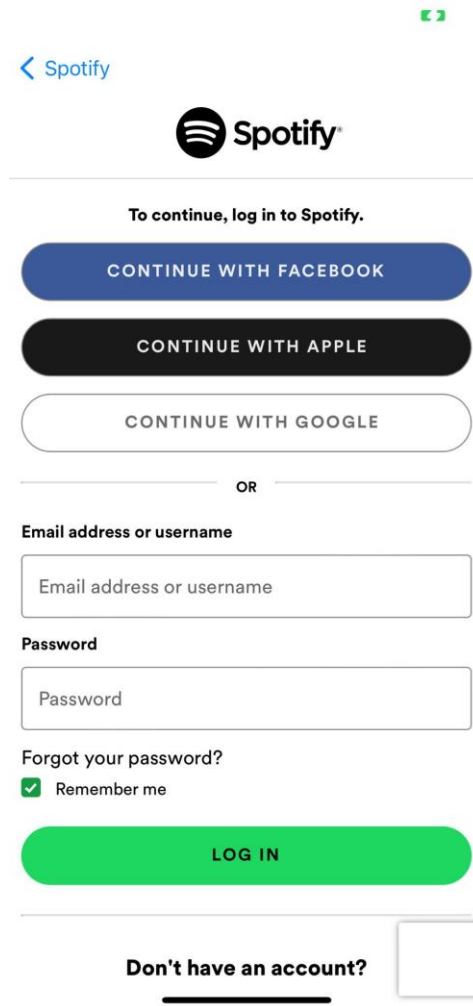 Spotify
Spotify®
To continue, log in to Spotify.
CONTINUE WITH FACEBOOK
CONTINUE WITH APPLE
CONTINUE WITH GOOGLE
OR
Email address or username
Email address or username
Password
Password
Forgot your password?
Remember me
LOG IN
Don't have an account?